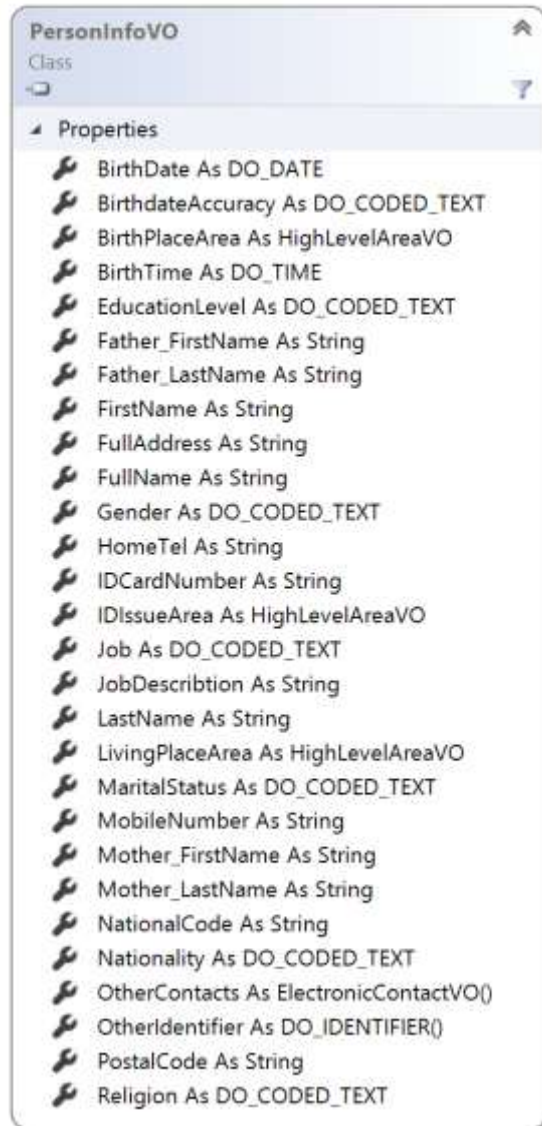 PersonInfoVO
Class
Properties
BirthDate As DO_DATE
BirthdateAccuracy As DO_CODED_TEXT
BirthPlaceArea As HighLevelAreaVO
BirthTime As DO_TIME
EducationLevel As DO_CODED_TEXT
Father_FirstName As String
Father_LastName As String
FirstName As String
FullAddress As String
FullName As String
Gender As DO_CODED_TEXT
HomeTel As String
IDCardNumber As String
IDIssueArea As HighLevelAreaVO
Job As DO_CODED_TEXT
JobDescribtion As String
LastName As String
LivingPlaceArea As HighLevelAreaVO
MaritalStatus As DO_CODED_TEXT
MobileNumber As String
Mother_FirstName As String
Mother_LastName As String
NationalCode As String
Nationality As DO_CODED_TEXT
OtherContacts As ElectronicContactVO()
OtherIdentifier As DO_IDENTIFIER()
PostalCode As String
Religion As DO_CODED_TEXT